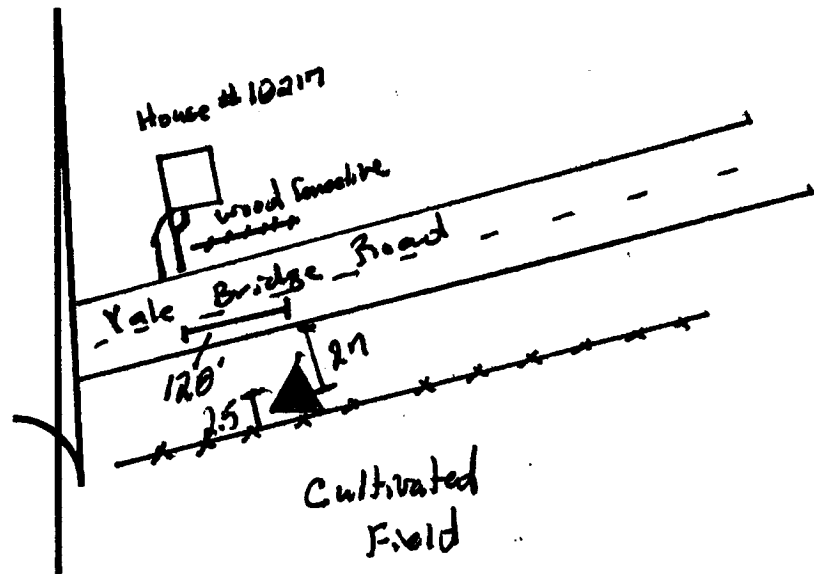 House # 10217
wood fenceline
Yale Bridge Road
120'
27
2.5
Cultivated
Field